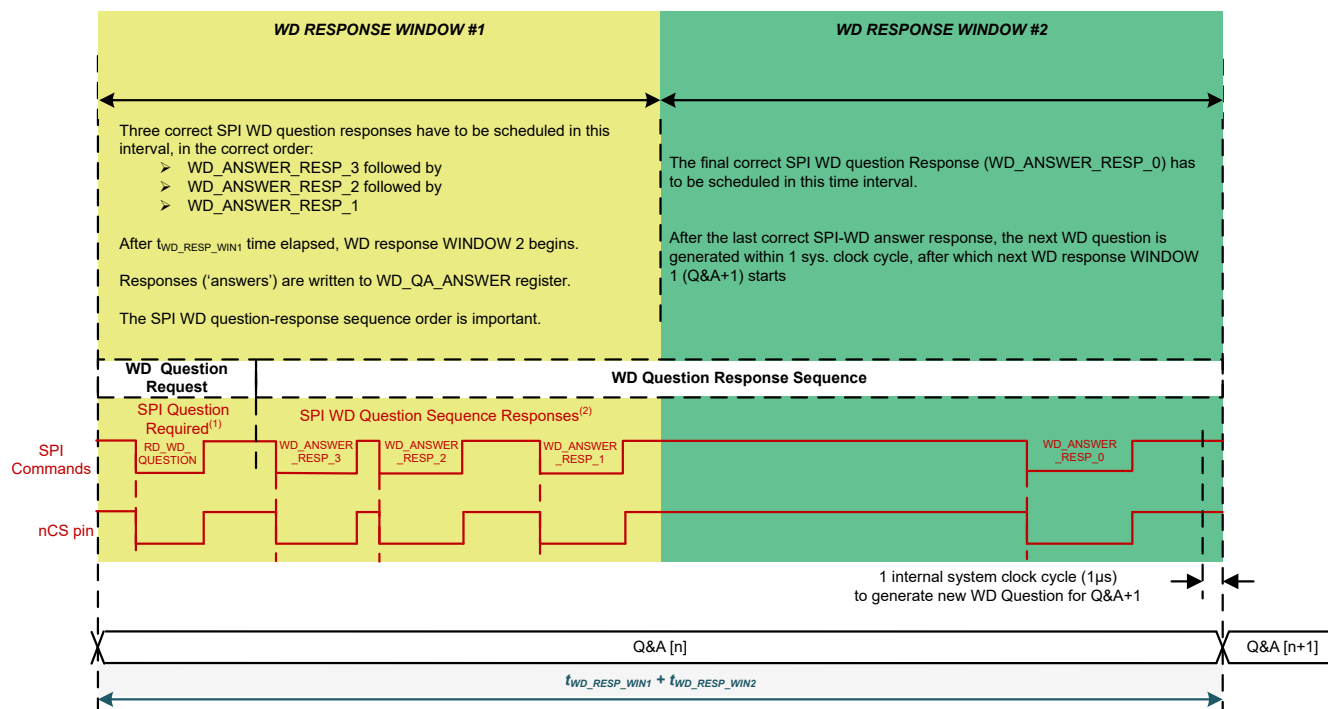 WD RESPONSE WINDOW #1
WD RESPONSE WINDOW #2
Three correct SPI WD question responses have to be scheduled in this
interval, in the correct order:
➢ WD_ANSWER_RESP_3 followed by
➢ WD_ANSWER_RESP_2 followed by
➢ WD_ANSWER_RESP_1
After tWD_RESP_WIN1 time elapsed, WD response WINDOW 2 begins.
Responses (‘answers’) are written to WD_QA_ANSWER register.
The SPI WD question-response sequence order is important.
The final correct SPI WD question Response (WD_ANSWER_RESP_0) has
to be scheduled in this time interval.
After the last correct SPI-WD answer response, the next WD question is
generated within 1 sys. clock cycle, after which next WD response WINDOW
1 (Q&A+1) starts
WD Question
Request
WD Question Response Sequence
SPI Question
Required(1)
SPI WD Question Sequence Responses(2)
SPI
Commands
RD_WD_
QUESTION
WD_ANSWER
_RESP_3
WD_ANSWER
_RESP_2
WD_ANSWER
_RESP_1
WD_ANSWER
_RESP_0
nCS pin
1 internal system clock cycle (1µs)
to generate new WD Question for Q&A+1
Q&A [n]
Q&A [n+1]
tWD_RESP_WIN1 + tWD_RESP_WIN2